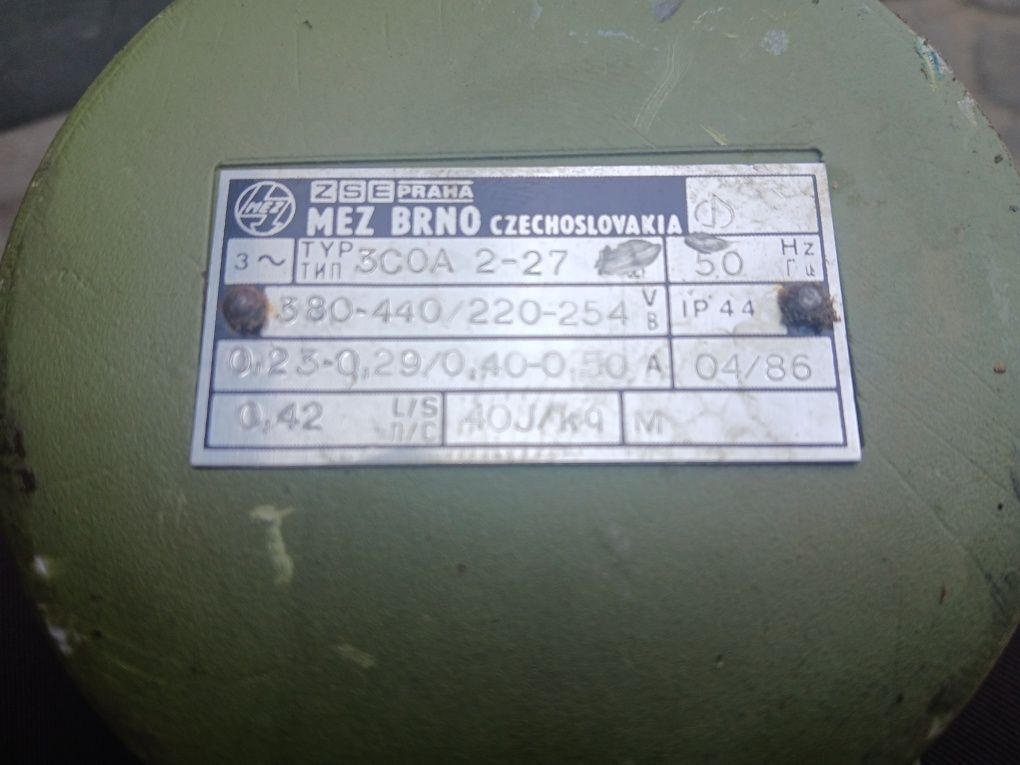 MEZ
ZSE PRAHA
MEZ BRNO CZECHOSLOVAKIA
3~ TYP ТИП 3COA 2-27 50 Hz Гц
380-440/220-254 V В IP 44
0,23-0,29/0,40-0,50 A 04/86
0,42 L/S Л/С 40J/kg M